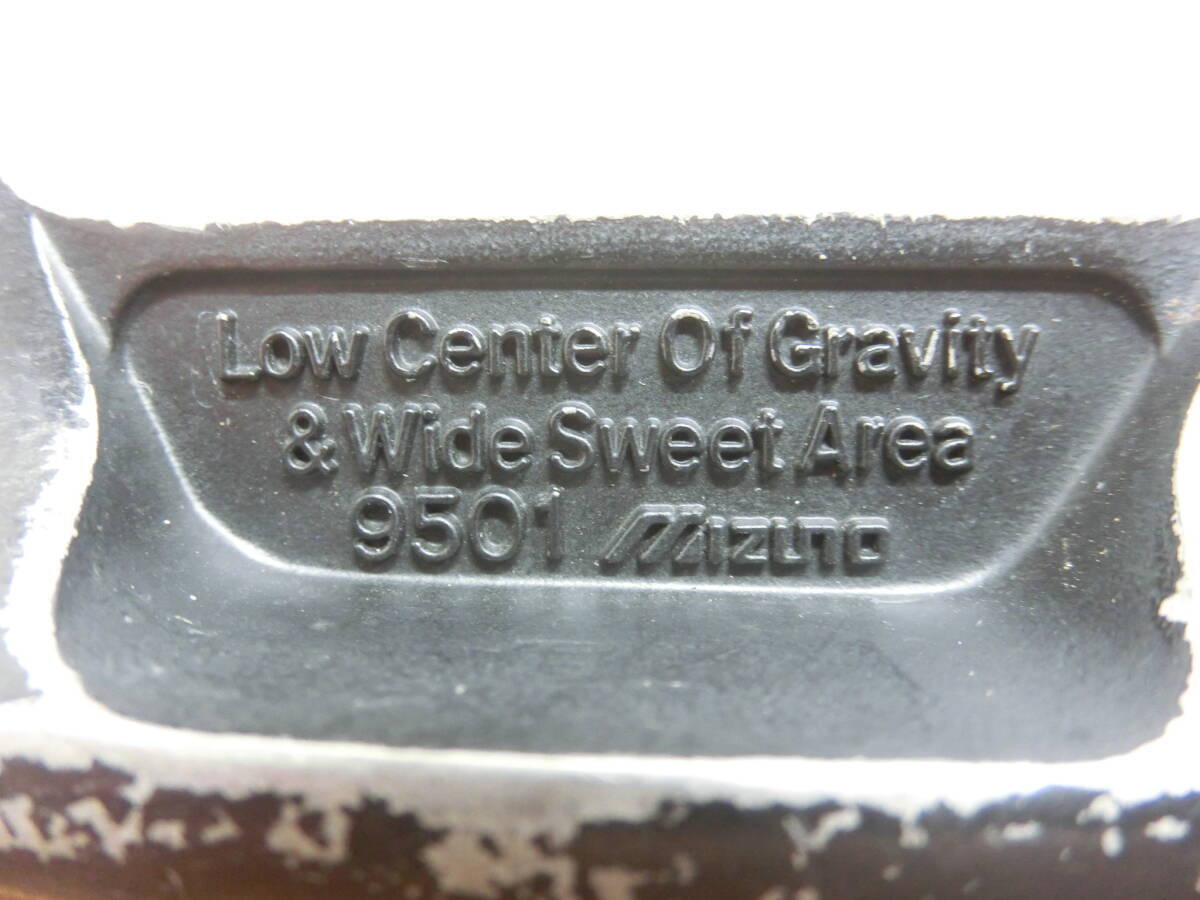 Low Center Of Gravity
& Wide Sweet Area
9501 MIZUNO